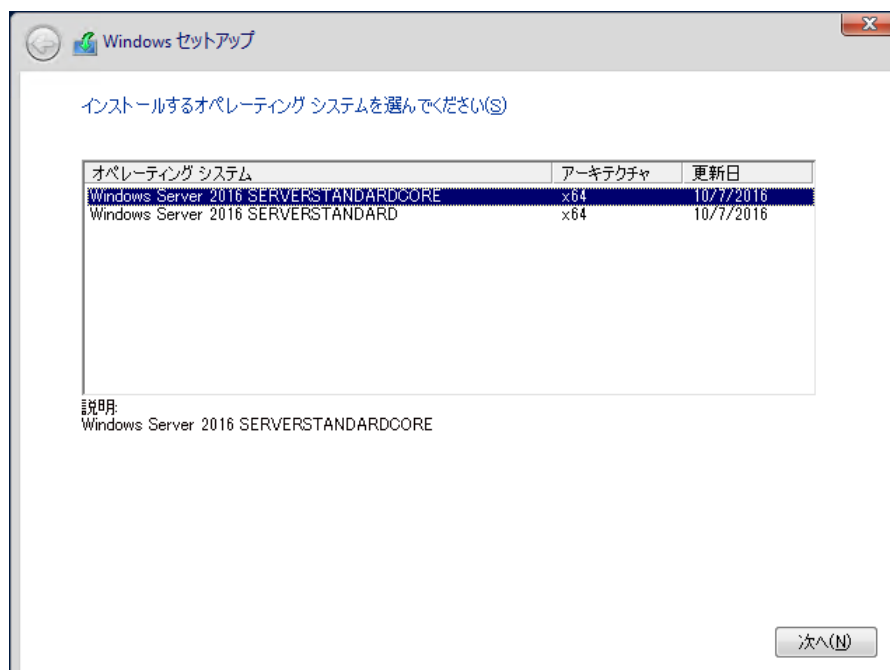 Windows セットアップ
インストールするオペレーティング システムを選んでください(S)
オペレーティング システム アーキテクチャ 更新日
Windows Server 2016 SERVERSTANDARDCORE x64 10/7/2016
Windows Server 2016 SERVERSTANDARD x64 10/7/2016
説明:
Windows Server 2016 SERVERSTANDARDCORE
次へ(N)